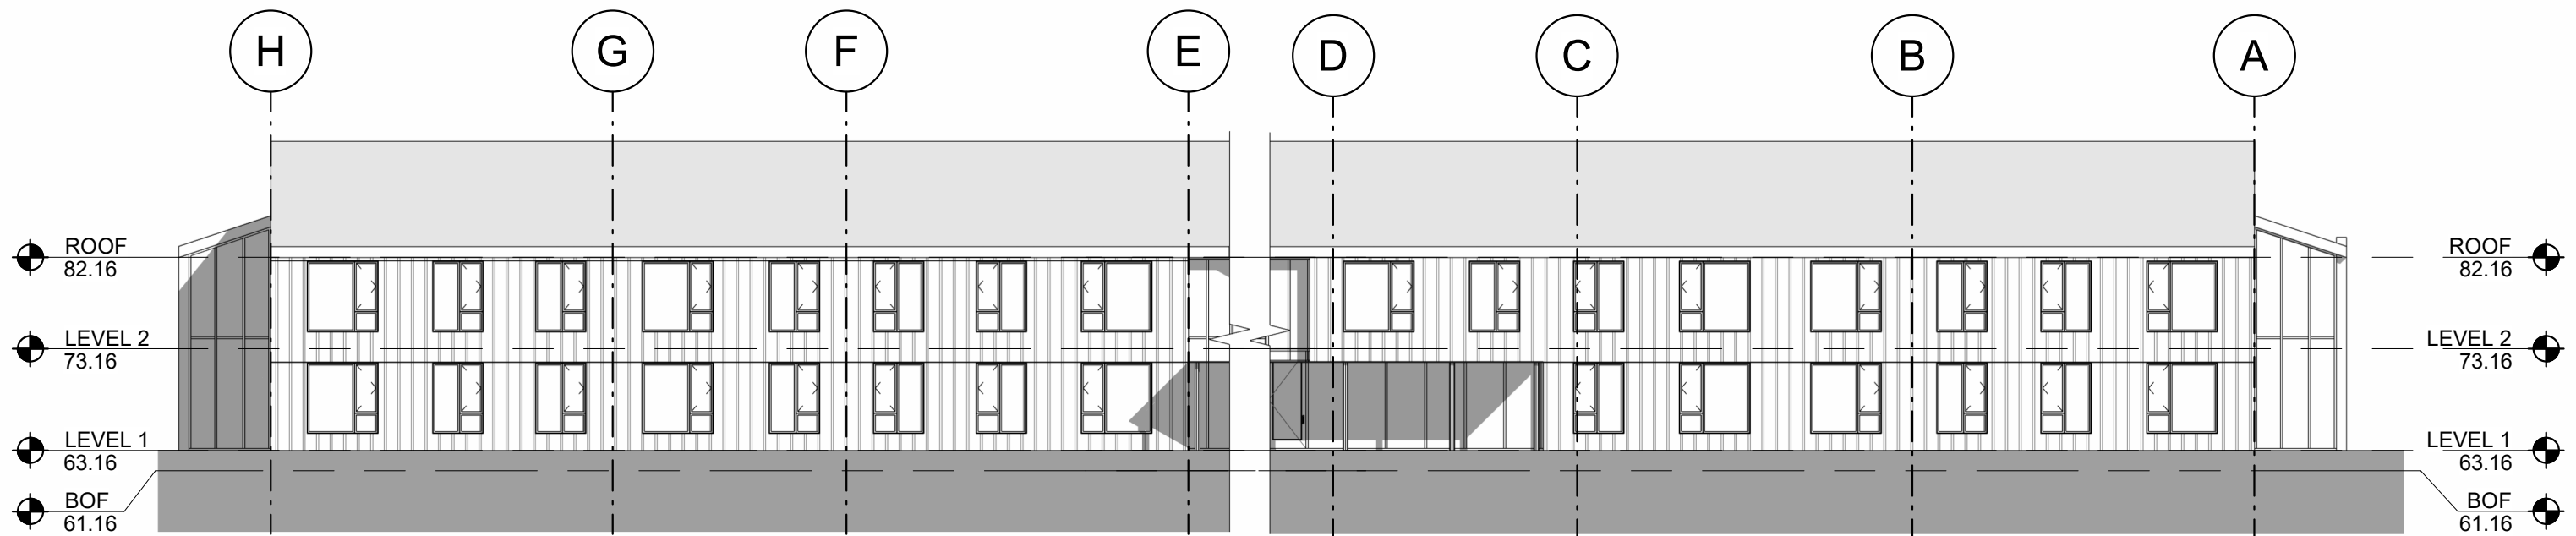 H G F E D C B A
ROOF
82.16
LEVEL 2
73.16
LEVEL 1
63.16
BOF
61.16
ROOF
82.16
LEVEL 2
73.16
LEVEL 1
63.16
BOF
61.16